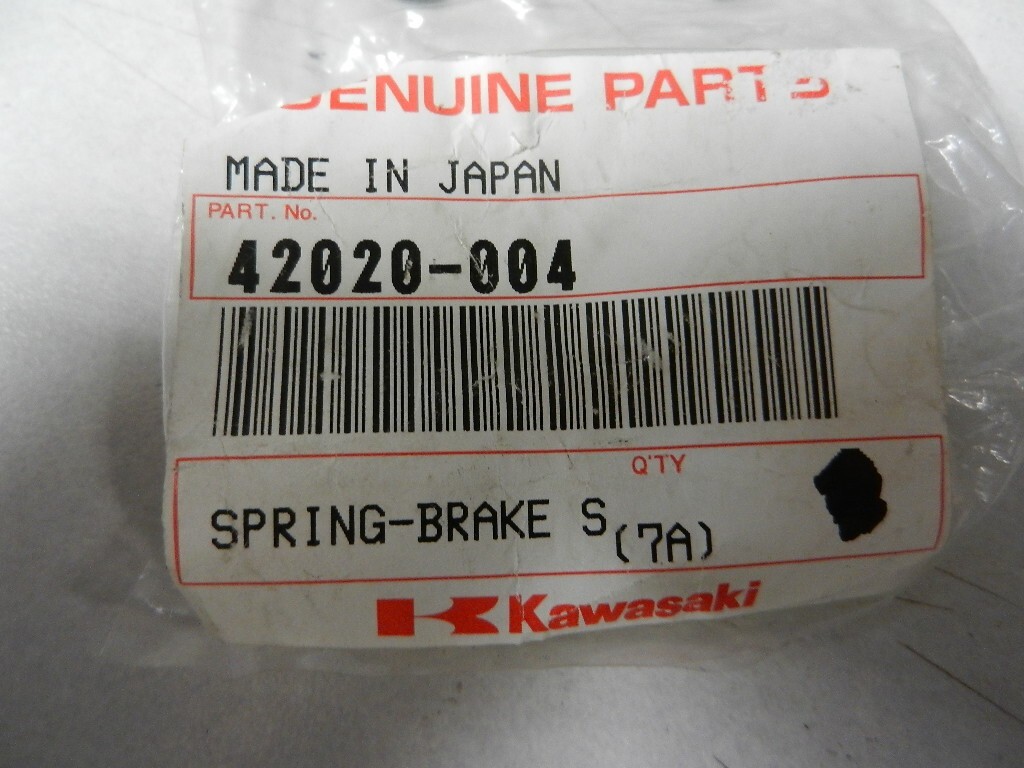 GENUINE PARTS
MADE IN JAPAN
PART. No.
42020-004
Q'TY
SPRING-BRAKE S(7A)
Kawasaki